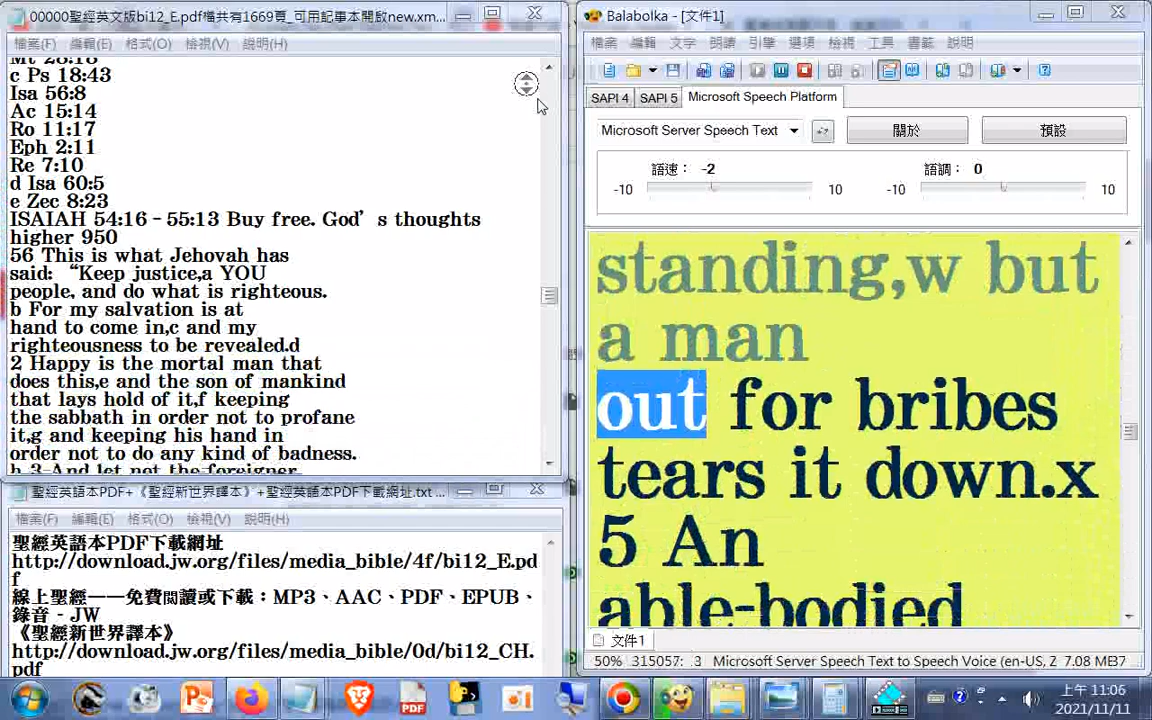 00000聖經英文版bi12_E.pdf檔共有1669頁_可用記事本開啟new.xm...
檔案(F) 編輯(E) 格式(O) 檢視(V) 說明(H)
Mt 28:18
c Ps 18:43
Isa 56:8
Ac 15:14
Ro 11:17
Eph 2:11
Re 7:10
d Isa 60:5
e Zec 8:23
ISAIAH 54:16–55:13 Buy free. God’s thoughts
higher 950
56 This is what Jehovah has
said: “Keep justice,a YOU
people, and do what is righteous.
b For my salvation is at
hand to come in,c and my
righteousness to be revealed.d
2 Happy is the mortal man that
does this,e and the son of mankind
that lays hold of it,f keeping
the sabbath in order not to profane
it,g and keeping his hand in
order not to do any kind of badness.
h 3 And let not the foreigner
聖經英語本PDF+《聖經新世界譯本》+聖經英語本PDF下載網址.txt ...
檔案(F) 編輯(E) 格式(O) 檢視(V) 說明(H)
聖經英語本PDF下載網址
http://download.jw.org/files/media_bible/4f/bi12_E.pd
f
線上聖經——免費閱讀或下載：MP3、AAC、PDF、EPUB、
錄音 - JW
《聖經新世界譯本》
http://download.jw.org/files/media_bible/0d/bi12_CH.
pdf
Balabolka - [文件1]
檔案 編輯 文字 朗讀 引擎 選項 檢視 工具 書籤 說明
SAPI 4 SAPI 5 Microsoft Speech Platform
Microsoft Server Speech Text 關於 預設
語速： -2 語調： 0
-10 10 -10 10
standing,w but
a man
out for bribes
tears it down.x
5 An
able-bodied
文件1
50% 315057: 3 Microsoft Server Speech Text to Speech Voice (en-US, Z 7.08 MB7
上午 11:06
2021/11/11